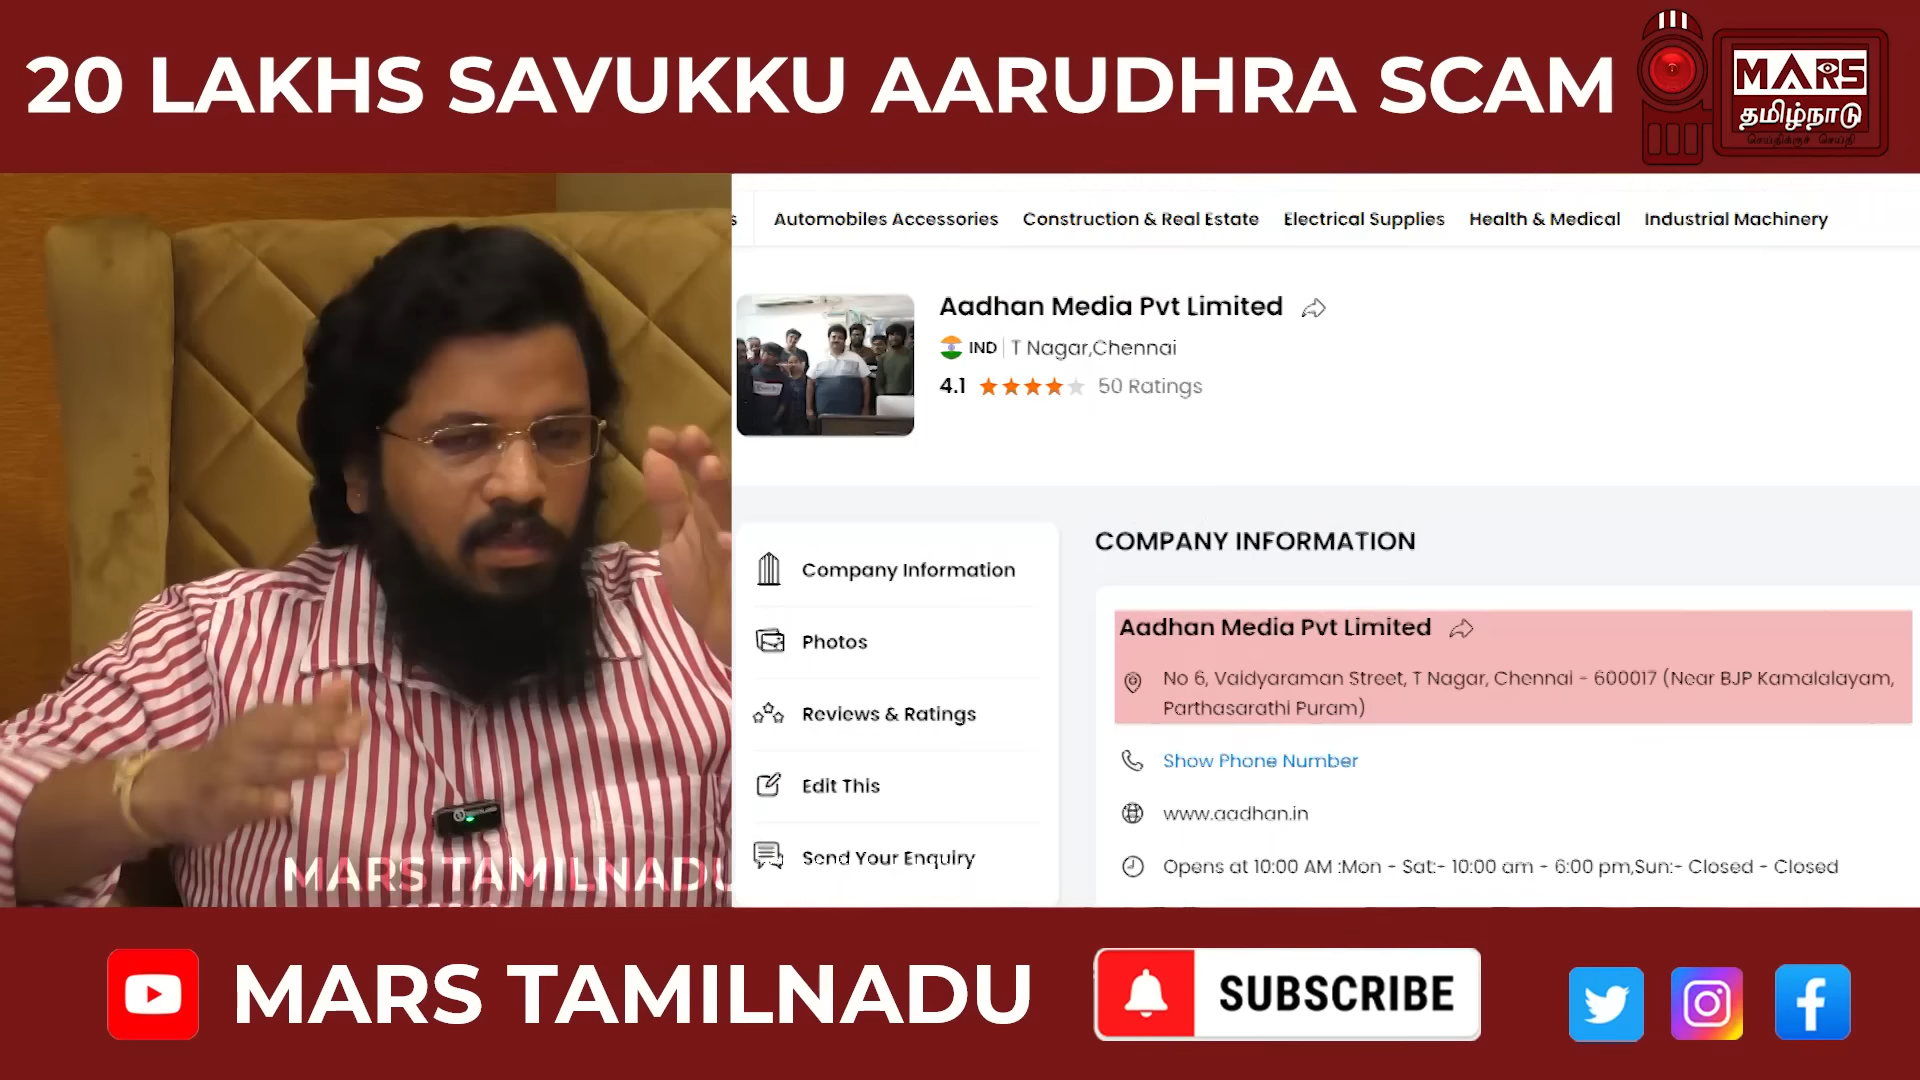 20 LAKHS SAVUKKU AARUDHRA SCAM
MARS
தமிழ்நாடு
செய்திக்குச் செய்தி
s
Automobiles Accessories
Construction & Real Estate
Electrical Supplies
Health & Medical
Industrial Machinery
Aadhan Media Pvt Limited
IND
T Nagar,Chennai
4.1
50 Ratings
Company Information
Photos
Reviews & Ratings
Edit This
Send Your Enquiry
COMPANY INFORMATION
Aadhan Media Pvt Limited
No 6, Vaidyaraman Street, T Nagar, Chennai - 600017 (Near BJP Kamalalayam,
Parthasarathi Puram)
Show Phone Number
www.aadhan.in
Opens at 10:00 AM :Mon - Sat:- 10:00 am - 6:00 pm,Sun:- Closed - Closed
MARS TAMILNADU
MARS TAMILNADU
SUBSCRIBE